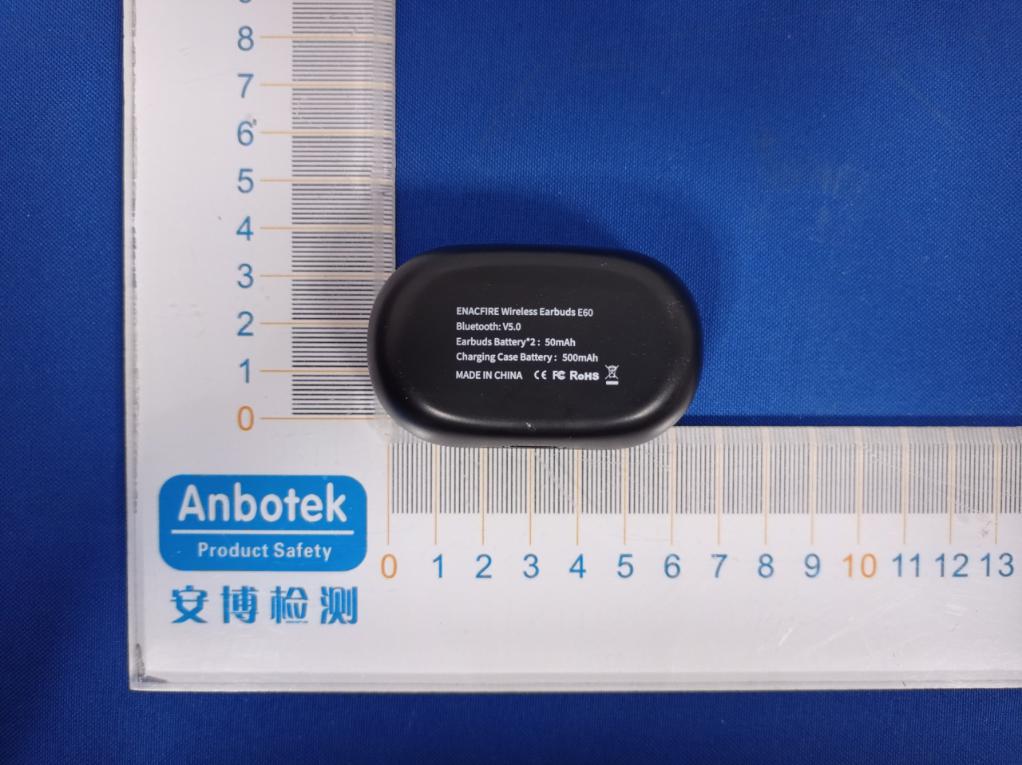 8
7
6
5
4
3
2
1
0
ENACFIRE Wireless Earbuds E60
Bluetooth: V5.0
Earbuds Battery*2 : 50mAh
Charging Case Battery : 500mAh
MADE IN CHINA CE FC RoHS
Anbotek
Product Safety
安博检测
0 1 2 3 4 5 6 7 8 9 10 11 12 13